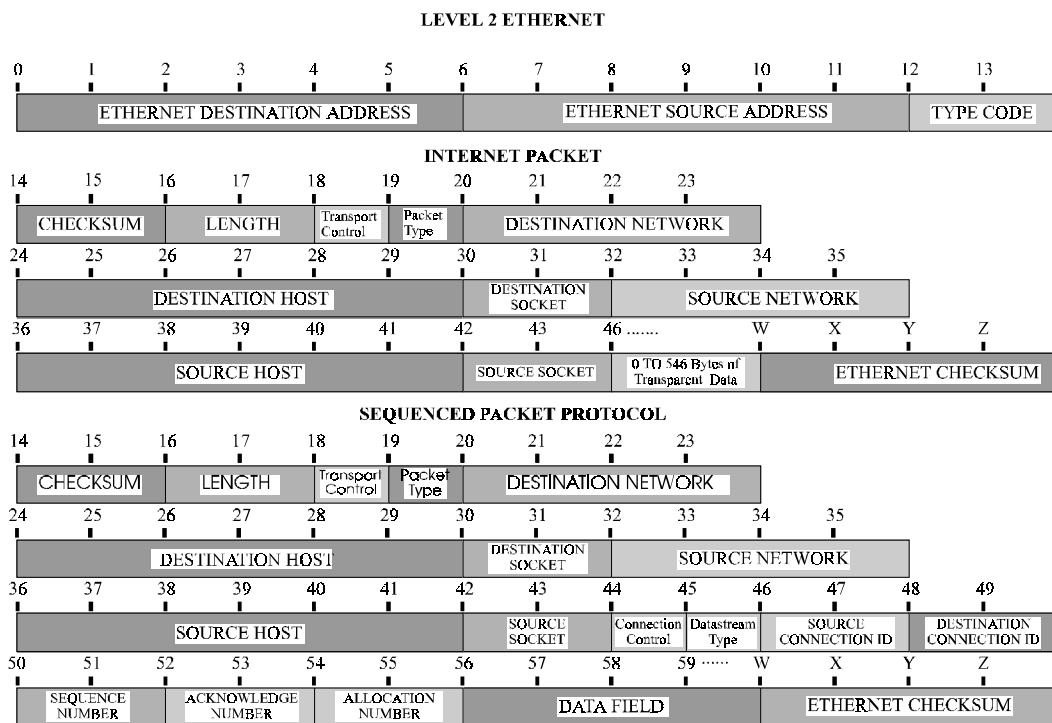 LEVEL 2 ETHERNET
0 1 2 3 4 5 6 7 8 9 10 11 12 13
ETHERNET DESTINATION ADDRESS ETHERNET SOURCE ADDRESS TYPE CODE
INTERNET PACKET
14 15 16 17 18 19 20 21 22 23
CHECKSUM LENGTH Transport Control Packet Type DESTINATION NETWORK
24 25 26 27 28 29 30 31 32 33 34 35
DESTINATION HOST DESTINATION SOCKET SOURCE NETWORK
36 37 38 39 40 41 42 43 46 ....... W X Y Z
SOURCE HOST SOURCE SOCKET 0 TO 546 Bytes of Transparent Data ETHERNET CHECKSUM
SEQUENCED PACKET PROTOCOL
14 15 16 17 18 19 20 21 22 23
CHECKSUM LENGTH Transport Control Packet Type DESTINATION NETWORK
24 25 26 27 28 29 30 31 32 33 34 35
DESTINATION HOST DESTINATION SOCKET SOURCE NETWORK
36 37 38 39 40 41 42 43 44 45 46 47 48 49
SOURCE HOST SOURCE SOCKET Connection Control Datastream Type SOURCE CONNECTION ID DESTINATION CONNECTION ID
50 51 52 53 54 55 56 57 58 59 ...... W X Y Z
SEQUENCE NUMBER ACKNOWLEDGE NUMBER ALLOCATION NUMBER DATA FIELD ETHERNET CHECKSUM